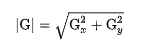 |G| = √(G_x^2 + G_y^2)